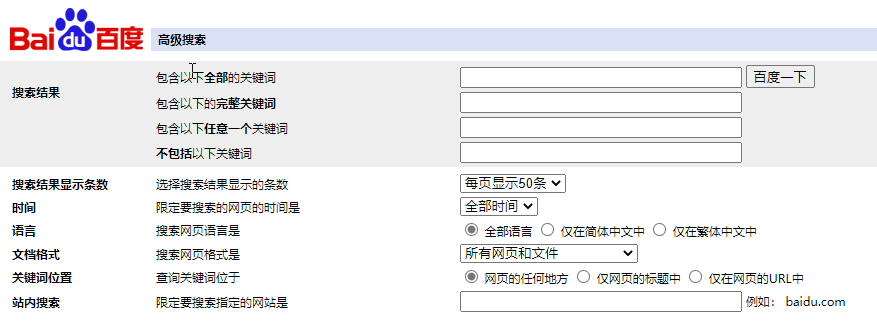 Bai du 百度 高级搜索
搜索结果 包含以下全部的关键词 百度一下
包含以下的完整关键词
包含以下任意一个关键词
不包括以下关键词
搜索结果显示条数 选择搜索结果显示的条数 每页显示50条
时间 限定要搜索的网页的时间是 全部时间
语言 搜索网页语言是 全部语言 仅在简体中文中 仅在繁体中文中
文档格式 搜索网页格式是 所有网页和文件
关键词位置 查询关键词位于 网页的任何地方 仅网页的标题中 仅在网页的URL中
站内搜索 限定要搜索指定的网站是 例如： baidu.com